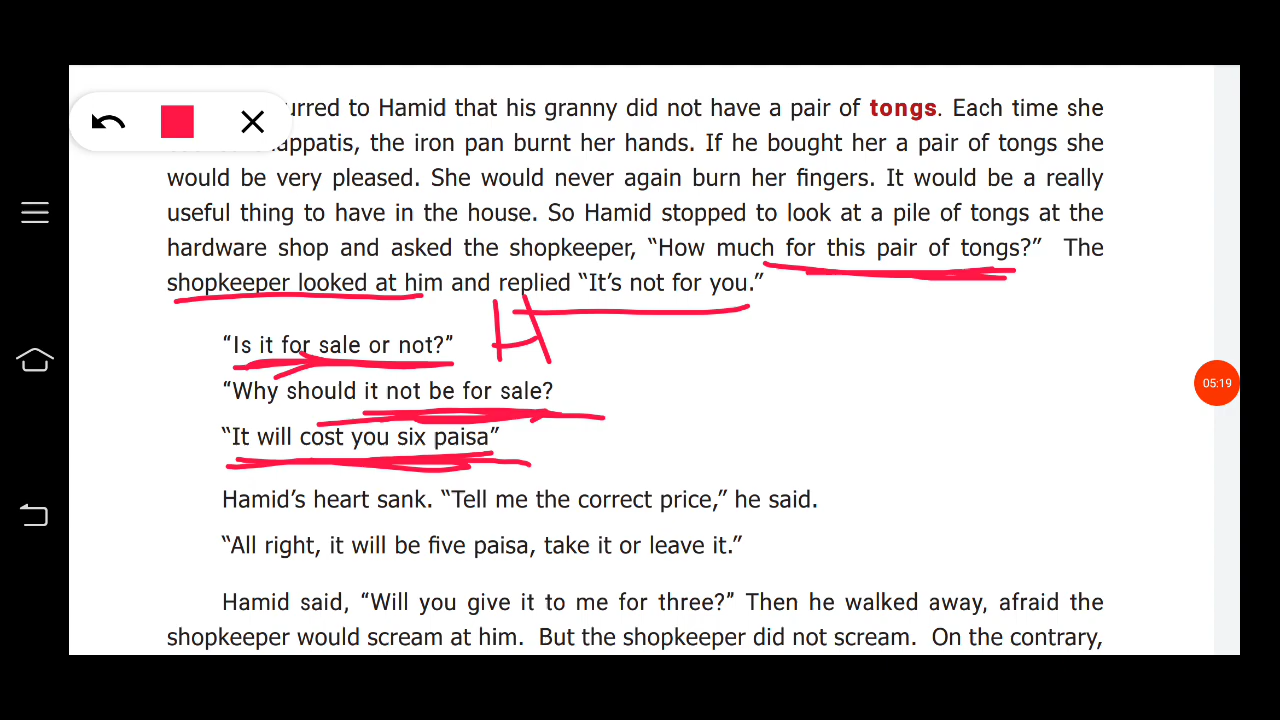 urred to Hamid that his granny did not have a pair of tongs. Each time she
appatis, the iron pan burnt her hands. If he bought her a pair of tongs she
would be very pleased. She would never again burn her fingers. It would be a really
useful thing to have in the house. So Hamid stopped to look at a pile of tongs at the
hardware shop and asked the shopkeeper, “How much for this pair of tongs?” The
shopkeeper looked at him and replied “It’s not for you.”
H
“Is it for sale or not?”
“Why should it not be for sale?
“It will cost you six paisa”
05:19
Hamid’s heart sank. “Tell me the correct price,” he said.
“All right, it will be five paisa, take it or leave it.”
Hamid said, “Will you give it to me for three?” Then he walked away, afraid the
shopkeeper would scream at him. But the shopkeeper did not scream. On the contrary,